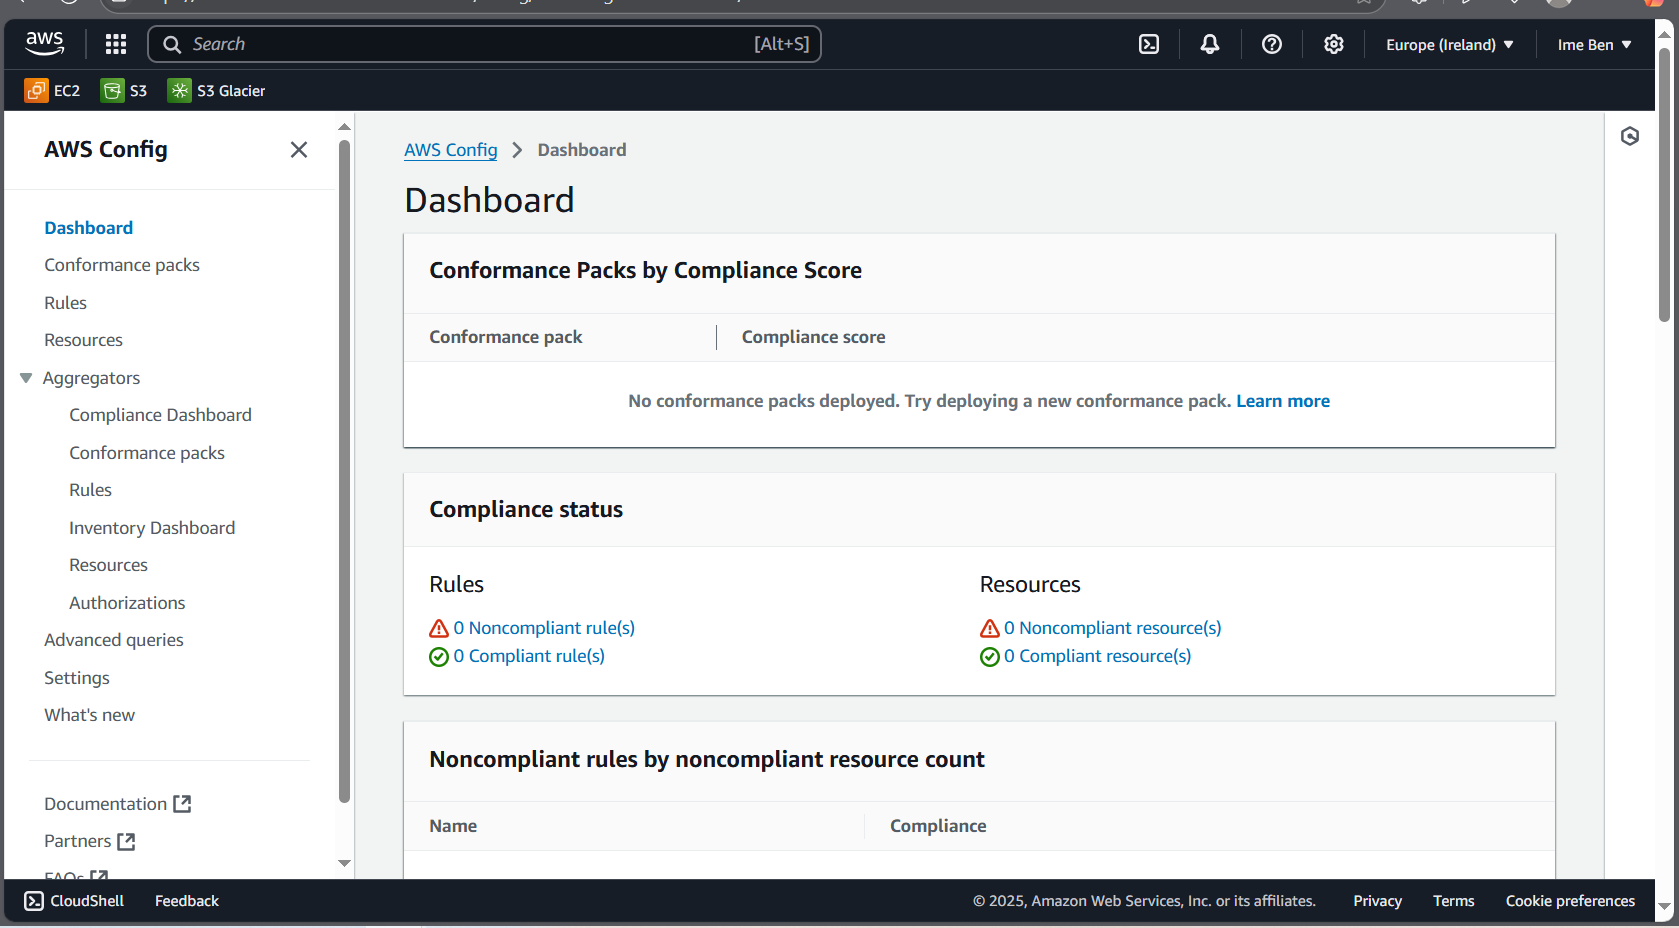 aws
Search
[Alt+S]
Europe (Ireland)
Ime Ben
EC2
S3
S3 Glacier
AWS Config
Dashboard
Conformance packs
Rules
Resources
Aggregators
Compliance Dashboard
Conformance packs
Rules
Inventory Dashboard
Resources
Authorizations
Advanced queries
Settings
What's new
Documentation
Partners
FAQs
AWS Config > Dashboard
Dashboard
Conformance Packs by Compliance Score
Conformance pack
Compliance score
No conformance packs deployed. Try deploying a new conformance pack. Learn more
Compliance status
Rules
0 Noncompliant rule(s)
0 Compliant rule(s)
Resources
0 Noncompliant resource(s)
0 Compliant resource(s)
Noncompliant rules by noncompliant resource count
Name
Compliance
CloudShell
Feedback
© 2025, Amazon Web Services, Inc. or its affiliates.
Privacy
Terms
Cookie preferences